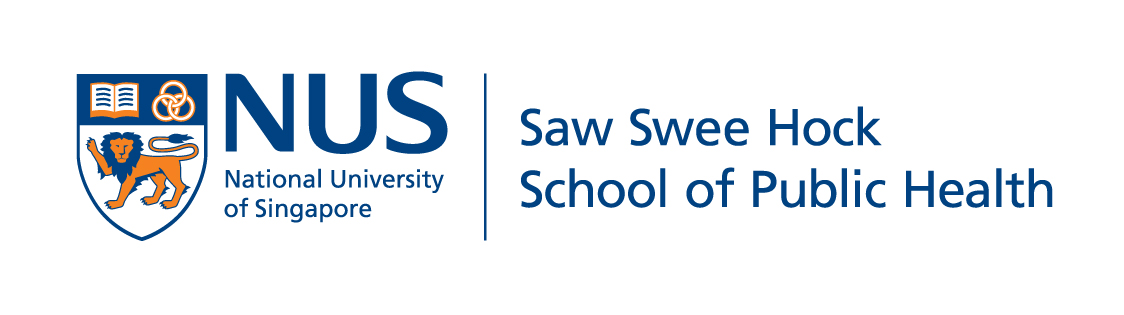 NUS
National University
of Singapore
Saw Swee Hock
School of Public Health